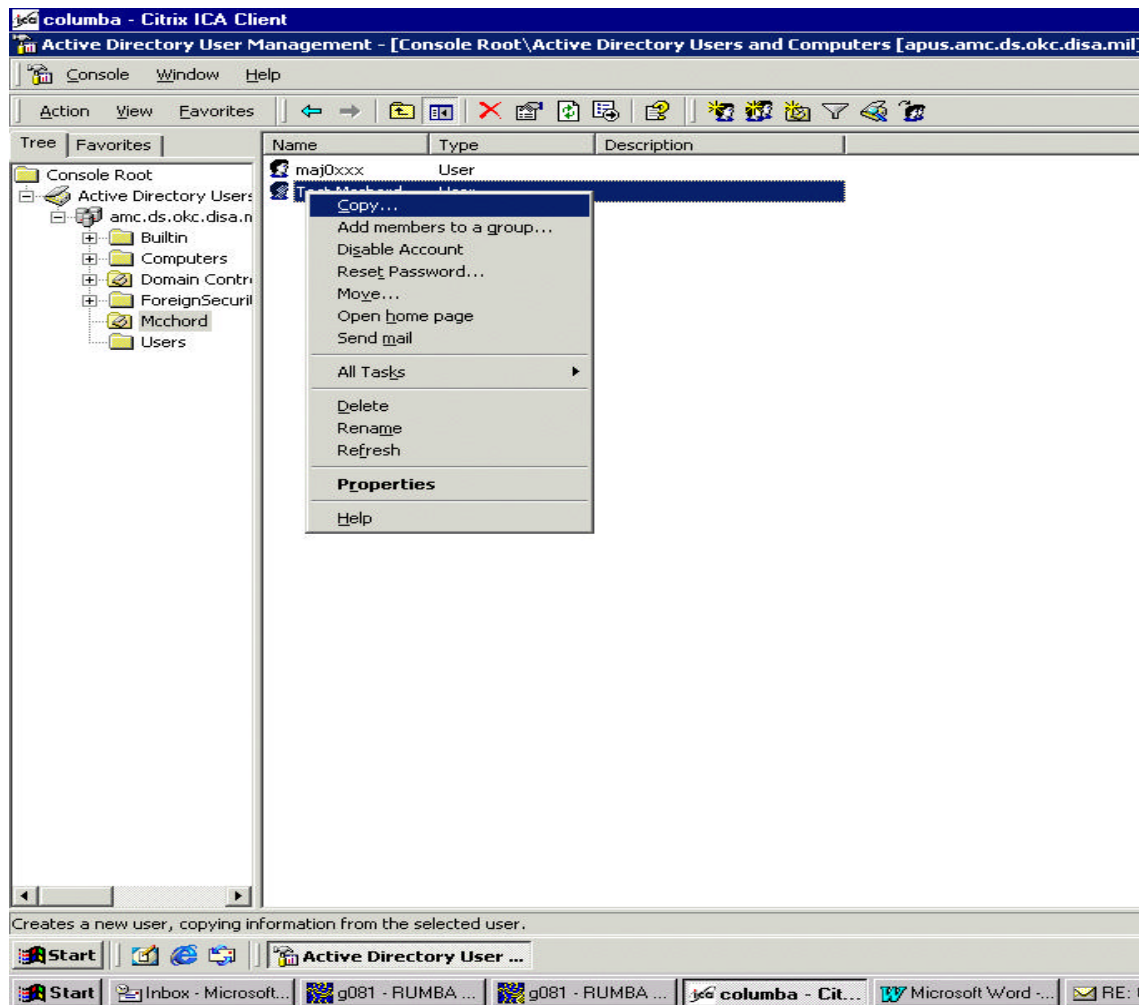 columba - Citrix ICA Client
Active Directory User Management - [Console Root\Active Directory Users and Computers [apus.amc.ds.okc.disa.mil]
Console Window Help
Action View Favorites
Tree Favorites
Name Type Description
Console Root
Active Directory Users
amc.ds.okc.disa.m
Builtin
Computers
Domain Contr
ForeignSecuri
Mcchord
Users
maj0xxx User
Test Mcchord User
Copy...
Add members to a group...
Disable Account
Reset Password...
Move...
Open home page
Send mail
All Tasks
Delete
Rename
Refresh
Properties
Help
Creates a new user, copying information from the selected user.
Start Active Directory User ...
Start Inbox - Microsoft... g081 - RUMBA ... g081 - RUMBA ... columba - Cit... Microsoft Word -... RE: